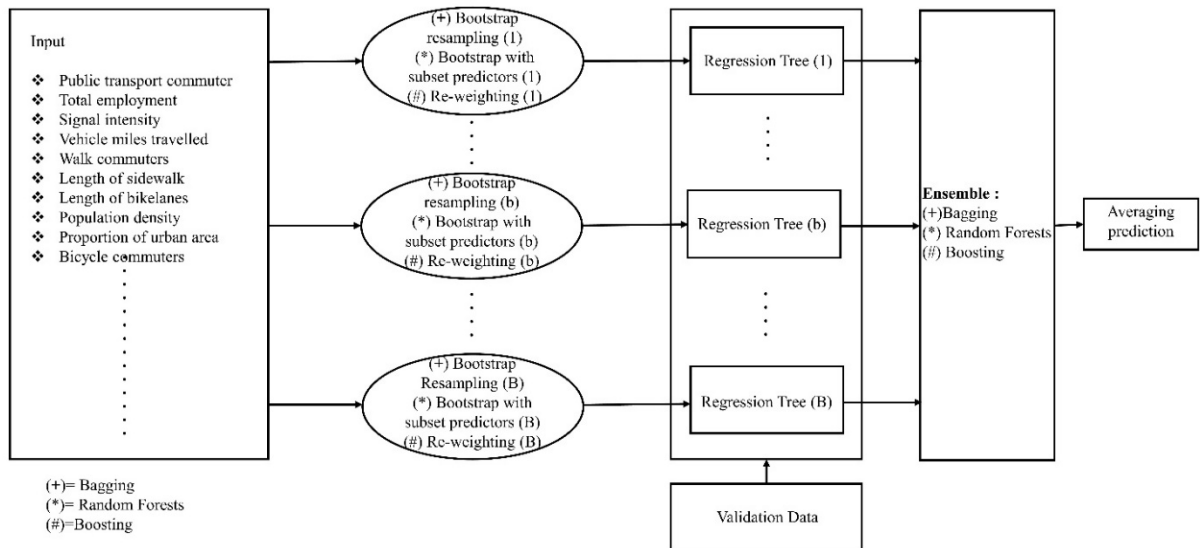 Input
❖ Public transport commuter
❖ Total employment
❖ Signal intensity
❖ Vehicle miles travelled
❖ Walk commuters
❖ Length of sidewalk
❖ Length of bikelanes
❖ Population density
❖ Proportion of urban area
❖ Bicycle commuters
(+) Bootstrap
resampling (1)
(*) Bootstrap with
subset predictors (1)
(#) Re-weighting (1)
(+) Bootstrap
resampling (b)
(*) Bootstrap with
subset predictors (b)
(#) Re-weighting (b)
(+) Bootstrap
Resampling (B)
(*) Bootstrap with
subset predictors (B)
(#) Re-weighting (B)
Regression Tree (1)
Regression Tree (b)
Regression Tree (B)
Validation Data
Ensemble :
(+)Bagging
(*) Random Forests
(#) Boosting
Averaging
prediction
(+)= Bagging
(*)= Random Forests
(#)=Boosting